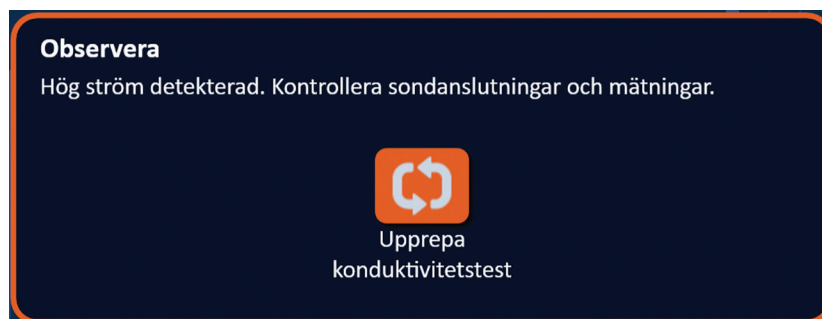 Observera
Hög ström detekterad. Kontrollera sondanslutningar och mätningar.
Upprepa
konduktivitetstest